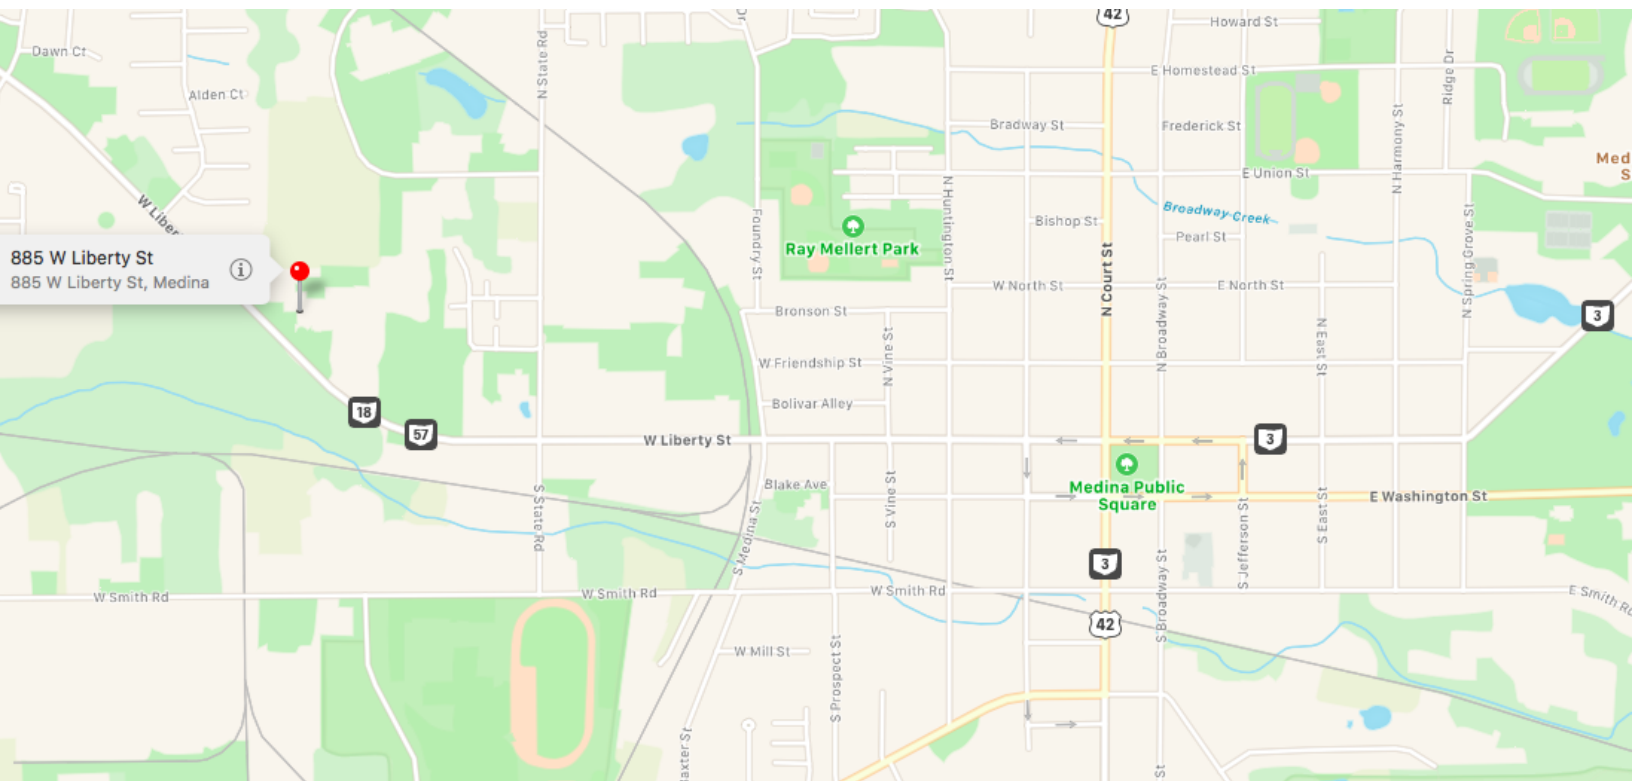 42
Howard St
Dawn Ct
N State Rd
Dr
E Homestead St
Ridge Dr
Alden Ct
Bradway St
Frederick St
N Harmony St
Med
S
E Union St
W Liber
N Huntington St
Broadway Creek
Foundry St
Bishop St
Pearl St
N Spring Grove St
Ray Mellert Park
885 W Liberty St
885 W Liberty St, Medina
N Court St
W North St
E North St
N Broadway St
Bronson St
3
N Vine St
N East St
W Friendship St
Bolivar Alley
18
57
W Liberty St
3
Blake Ave
Medina Public
Square
E Washington St
S State Rd
S Medina St
S Vine St
S Jefferson St
S East St
3
W Smith Rd
W Smith Rd
W Smith Rd
S Broadway St
E Smith Rd
42
W Mill St
S Prospect St
axter St
St